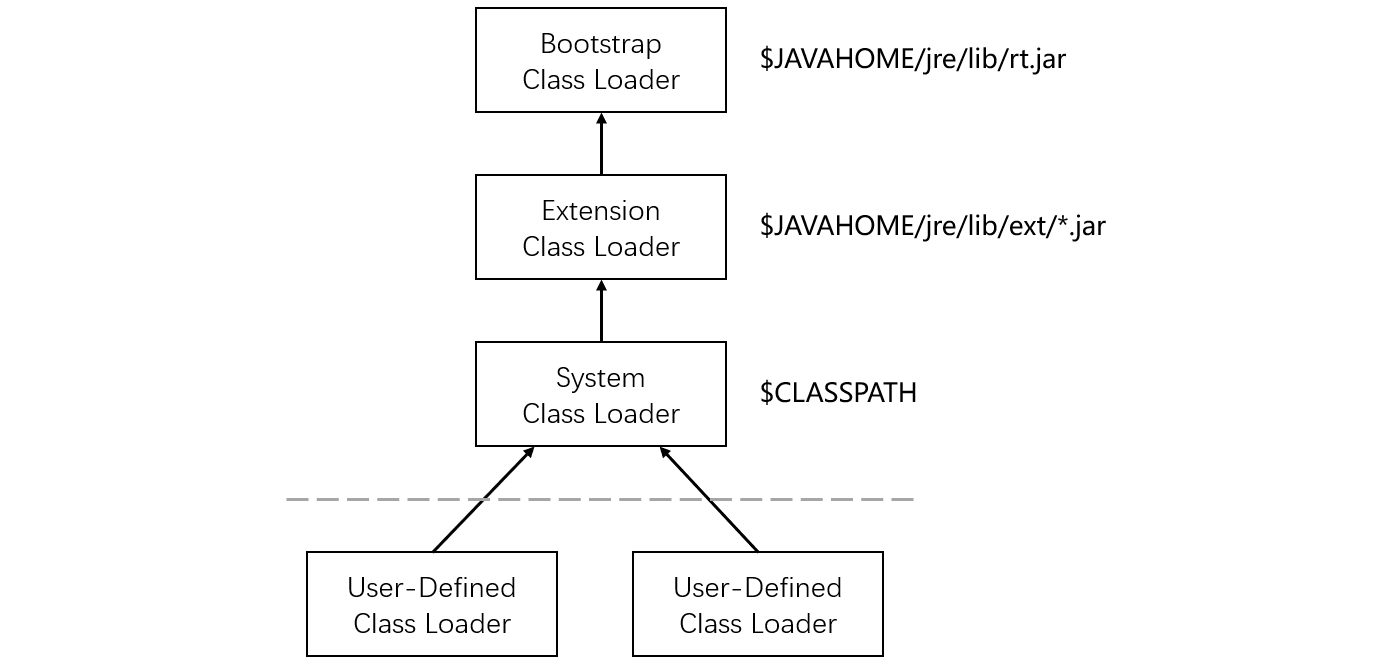 Bootstrap
Class Loader
$JAVAHOME/jre/lib/rt.jar
Extension
Class Loader
$JAVAHOME/jre/lib/ext/*.jar
System
Class Loader
$CLASSPATH
User-Defined
Class Loader
User-Defined
Class Loader